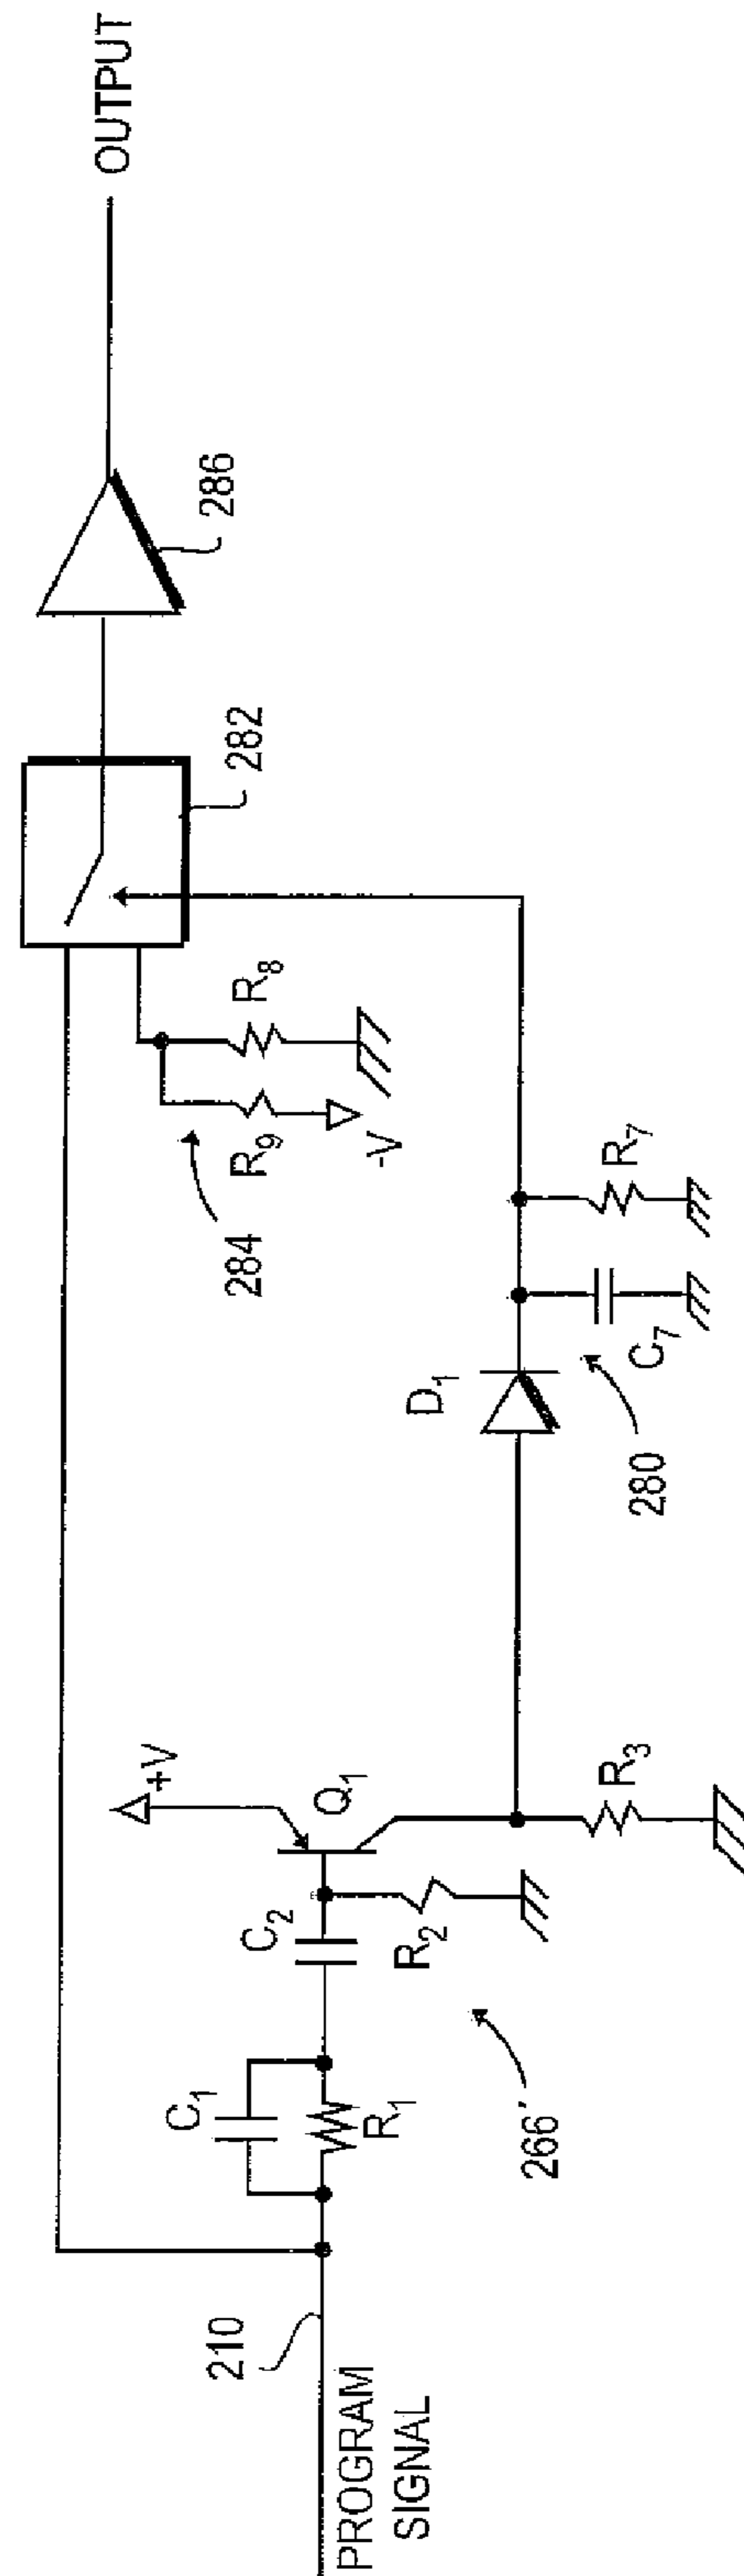 PROGRAM
SIGNAL
210
C1
R1
C2
R2
266'
Q1
+V
R3
D1
280
C7
R7
284
R9
-V
R8
282
286
OUTPUT